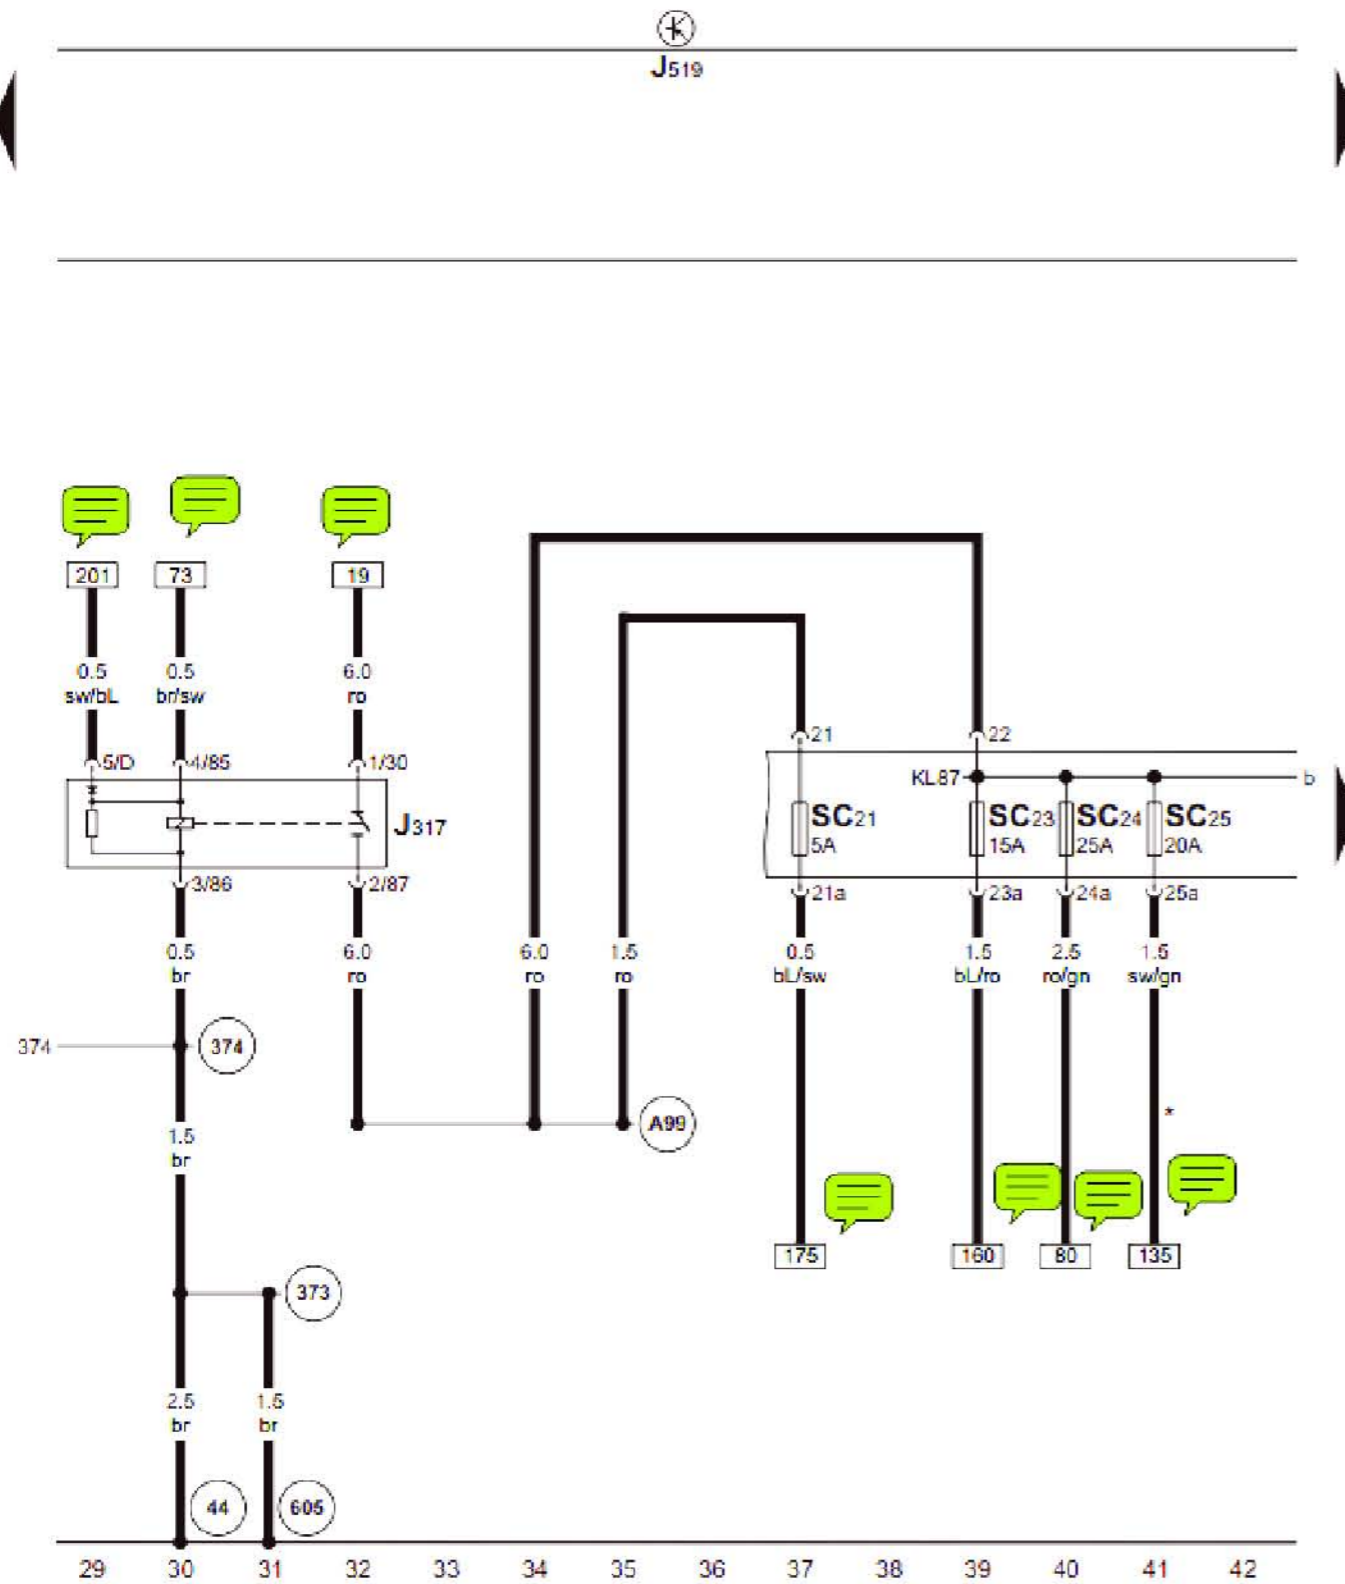 J519
201 73 19
0.5 0.5 6.0
sw/bL br/sw ro
21 22
5/D 4/85 1/30
KL87 b
J317
SC21 SC23 SC24 SC25
5A 15A 25A 20A
3/86 2/87
21a 23a 24a 25a
0.5 6.0 6.0 1.5 0.5 1.5 2.5 1.5
br ro ro ro bL/sw bL/ro ro/gn sw/gn
374 374
A99 *
1.5
br
175 160 80 135
373
2.5 1.5
br br
44 605
29 30 31 32 33 34 35 36 37 38 39 40 41 42